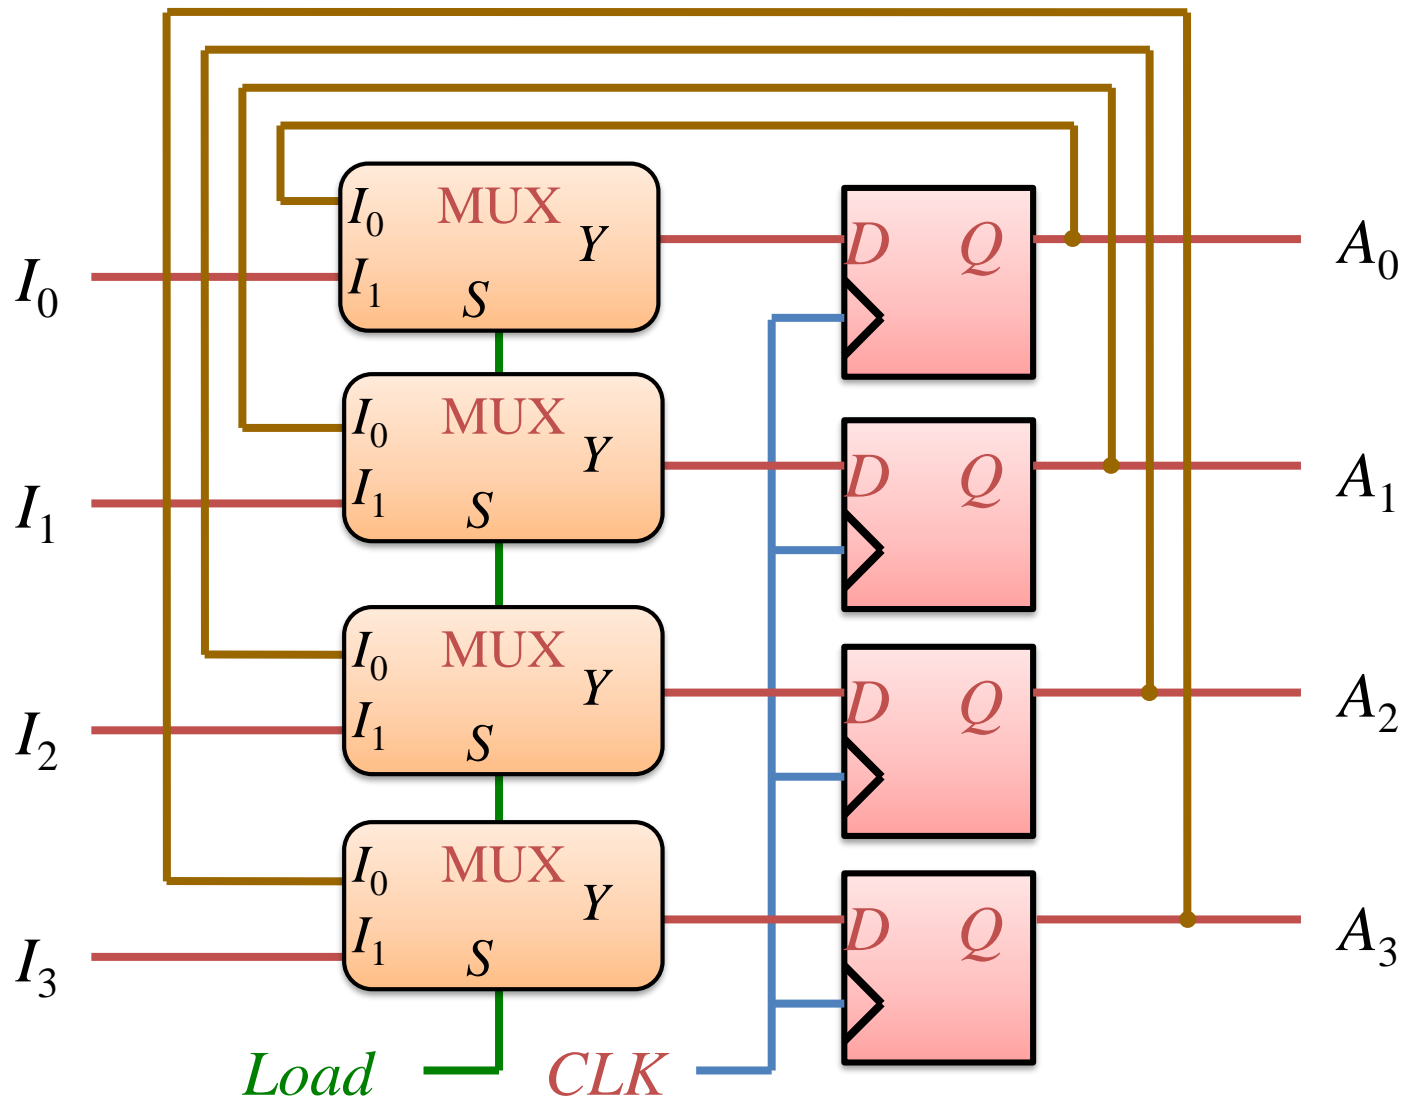 I0 MUX Y D Q A0
I0 I1 S
I0 MUX Y D Q A1
I1 I1 S
I0 MUX Y D Q A2
I2 I1 S
I0 MUX Y D Q A3
I3 I1 S
Load CLK